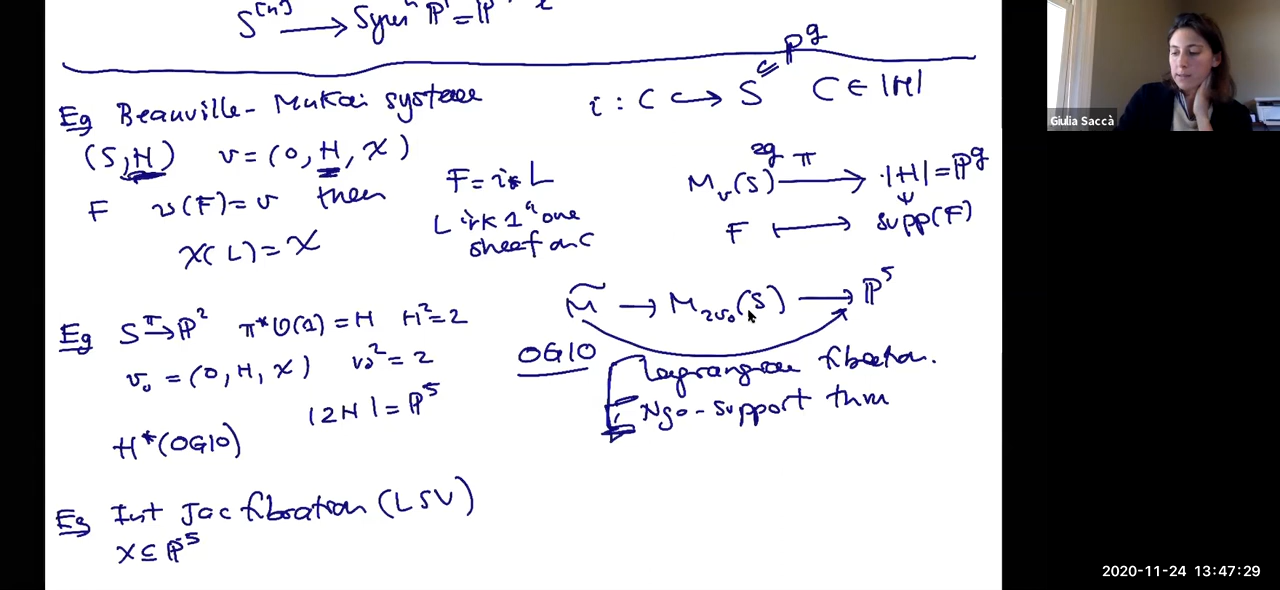 S^[n] ⟶ Sym^n P^1 = P^n
Eg Beauville - Mukai system
i : C ↪ S ⊆ P^g C ∈ |H|
(S,H) v = (0, H, χ)
F v(F) = v then
χ(L) = χ
F = i_* L
L "rk 1" one
sheaf on C
M_v(S) ⟶ |H| = P^g
2g π
F ⟼ supp(F)
Eg S →^π P^2 π*O(1) = H H^2 = 2
v_0 = (0, H, χ) v_0^2 = 2
|2H| = P^5
H*(OG10)
M̃ ⟶ M_{2v_0}(S) ⟶ P^5
OG10
Lagrangian fibration.
Ngo - support thm
Eg Int Jac fibration (LSV)
X ⊆ P^5
Giulia Saccà
2020-11-24 13:47:29